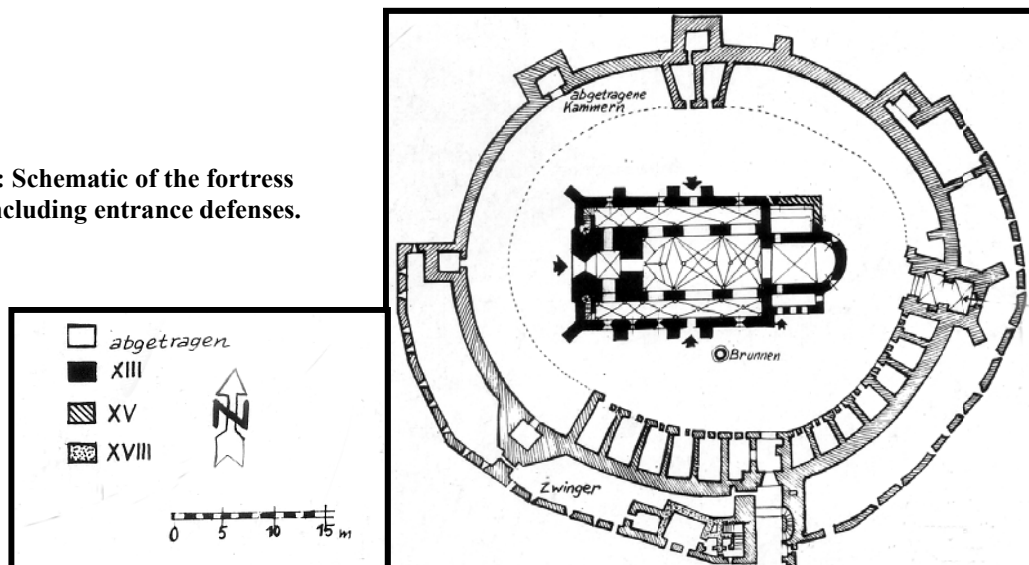 : Schematic of the fortress
ncluding entrance defenses.
abgetragene
Kammern
Brunnen
Zwinger
abgetragen
XIII
XV
XVIII
N
0 5 10 15 m